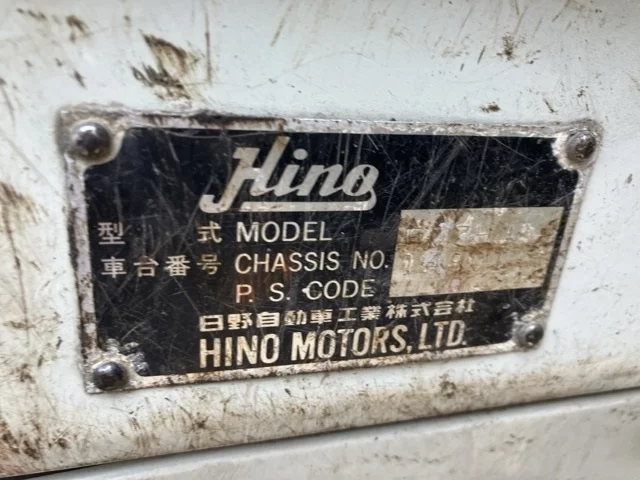 Hino
型 式 MODEL
車台番号 CHASSIS NO.
P. S. CODE
日野自動車工業株式会社
HINO MOTORS, LTD.